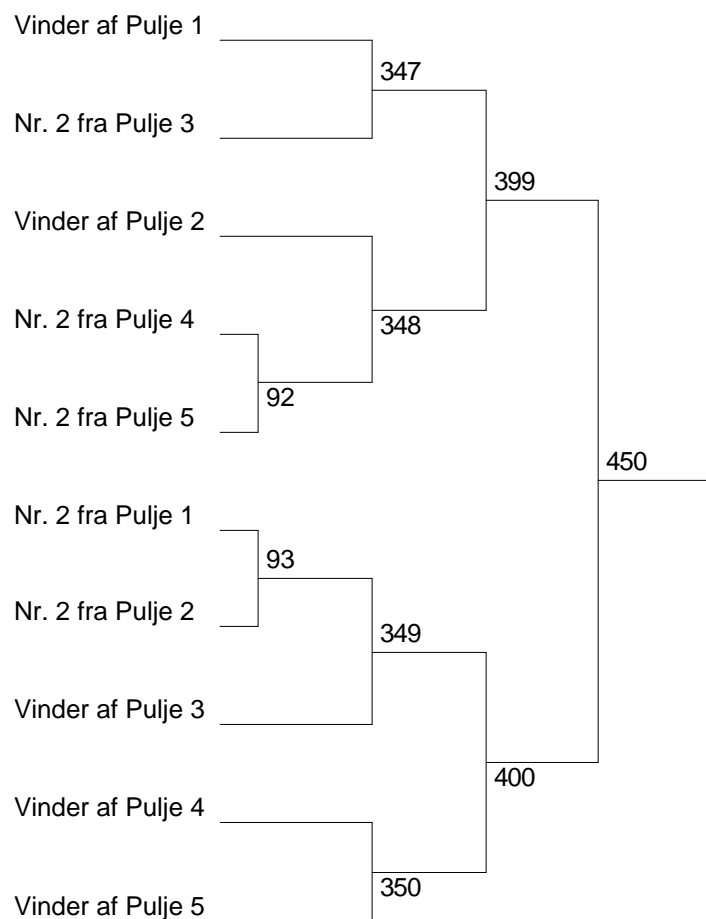 Vinder af Pulje 1
347
Nr. 2 fra Pulje 3
399
Vinder af Pulje 2
Nr. 2 fra Pulje 4
348
92
Nr. 2 fra Pulje 5
450
Nr. 2 fra Pulje 1
93
Nr. 2 fra Pulje 2
349
Vinder af Pulje 3
400
Vinder af Pulje 4
350
Vinder af Pulje 5